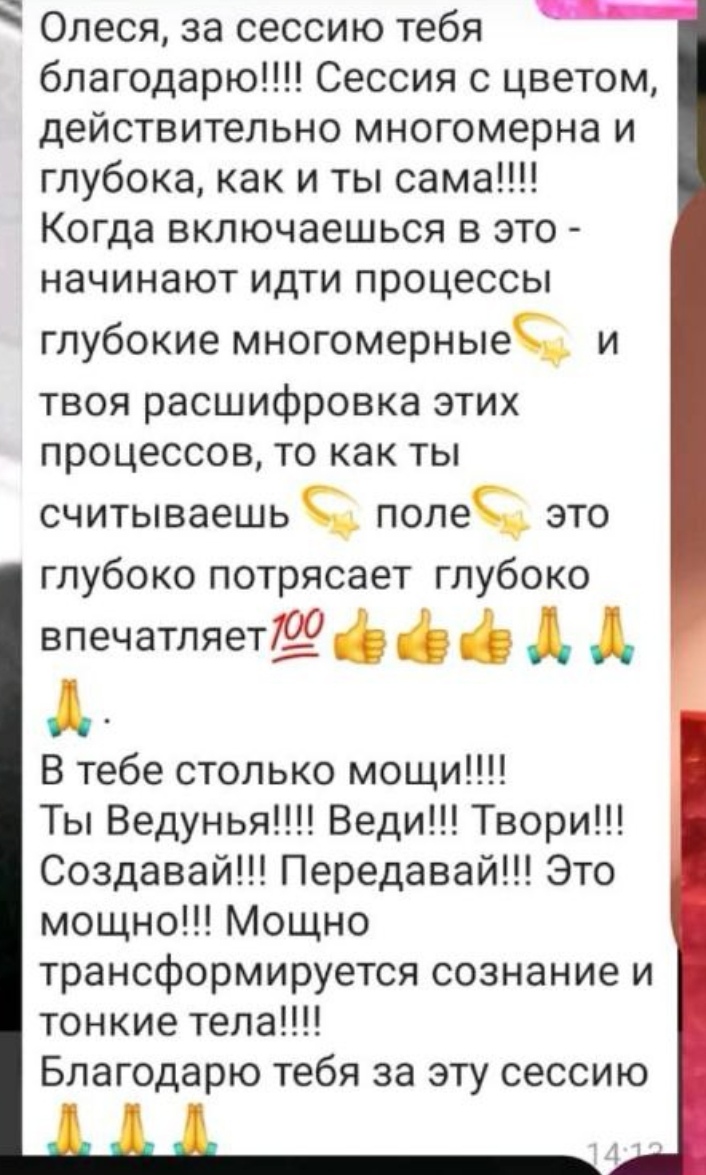 Олеся, за сессию тебя
благодарю!!!! Сессия с цветом,
действительно многомерна и
глубока, как и ты сама!!!!
Когда включаешься в это -
начинают идти процессы
глубокие многомерные💫 и
твоя расшифровка этих
процессов, то как ты
считываешь 💫 поле💫 это
глубоко потрясает глубоко
впечатляет💯👍👍👍🙏🙏
🙏.
В тебе столько мощи!!!!
Ты Ведунья!!!! Веди!!! Твори!!!
Создавай!!! Передавай!!! Это
мощно!!! Мощно
трансформируется сознание и
тонкие тела!!!!
Благодарю тебя за эту сессию
🙏🙏🙏